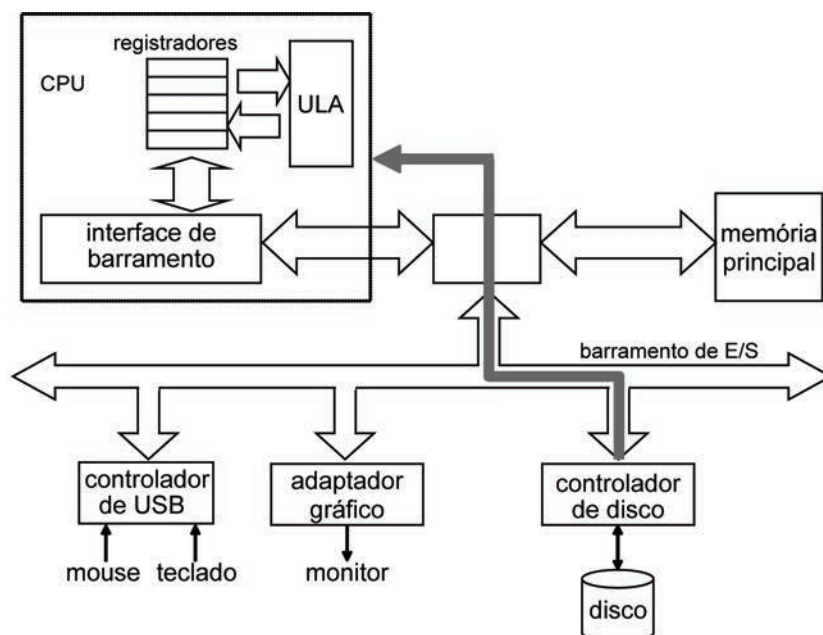 registradores
CPU
ULA
interface de
barramento
memória
principal
barramento de E/S
controlador
de USB
adaptador
gráfico
controlador
de disco
mouse
teclado
monitor
disco